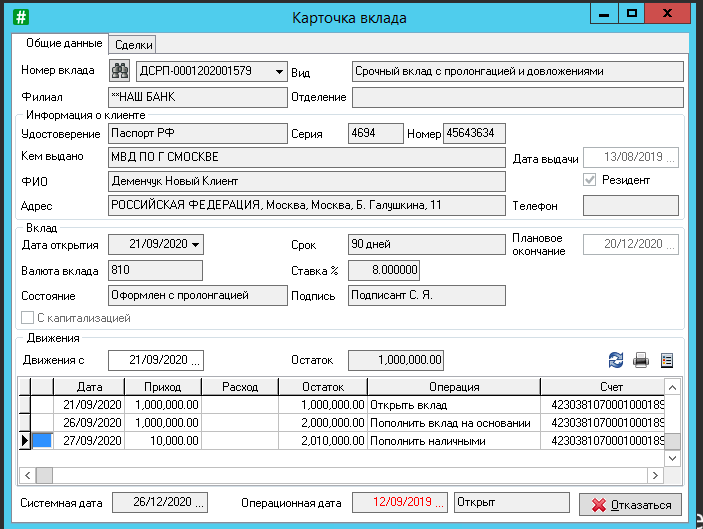 Карточка вклада
Общие данные Сделки
Номер вклада ДСРП-0001202001579 Вид Срочный вклад с пролонгацией и довложениями
Филиал **НАШ БАНК Отделение
Информация о клиенте
Удостоверение Паспорт РФ Серия 4694 Номер 45643634
Кем выдано МВД ПО Г СМОСКВЕ Дата выдачи 13/08/2019 ...
ФИО Деменчук Новый Клиент Резидент
Адрес РОССИЙСКАЯ ФЕДЕРАЦИЯ, Москва, Москва, Б. Галушкина, 11 Телефон
Вклад
Дата открытия 21/09/2020 Срок 90 дней Плановое окончание 20/12/2020 ...
Валюта вклада 810 Ставка % 8.000000
Состояние Оформлен с пролонгацией Подпись Подписант С. Я.
С капитализацией
Движения
Движения с 21/09/2020 ... Остаток 1,000,000.00
Дата Приход Расход Остаток Операция Счет
21/09/2020 1,000,000.00 1,000,000.00 Открыть вклад 4230381070001000189
26/09/2020 1,000,000.00 2,000,000.00 Пополнить вклад на основании 4230381070001000189
27/09/2020 10,000.00 2,010,000.00 Пополнить наличными 4230381070001000189
Системная дата 26/12/2020 ... Операционная дата 12/09/2019 ... Открыт Отказаться